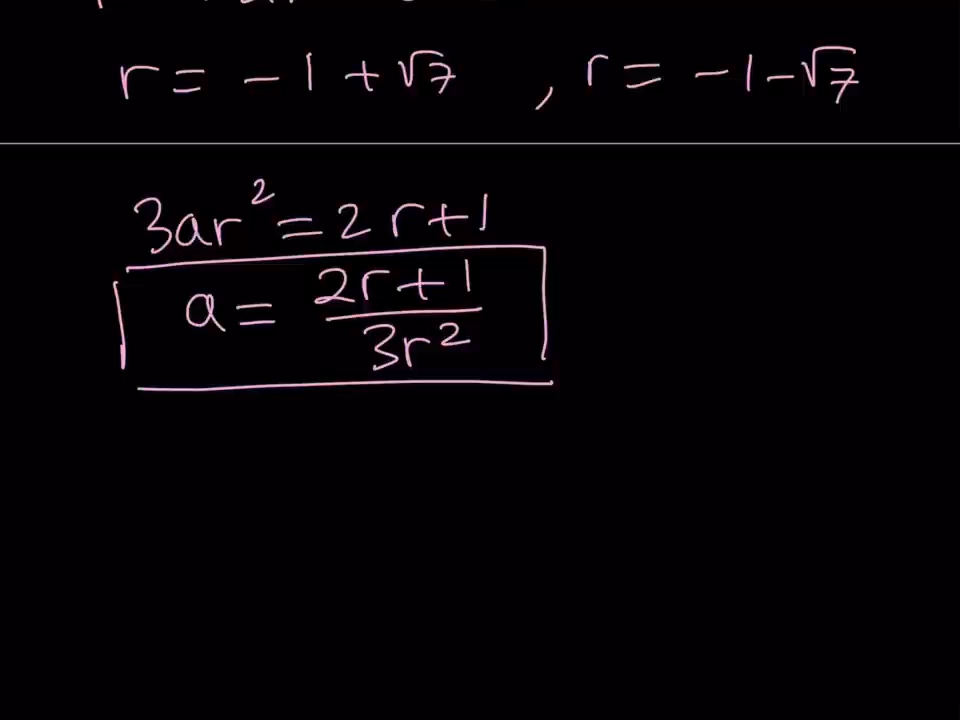 r = -1 + √7 , r = -1 - √7
3ar² = 2r + 1
a = (2r + 1)/(3r²)